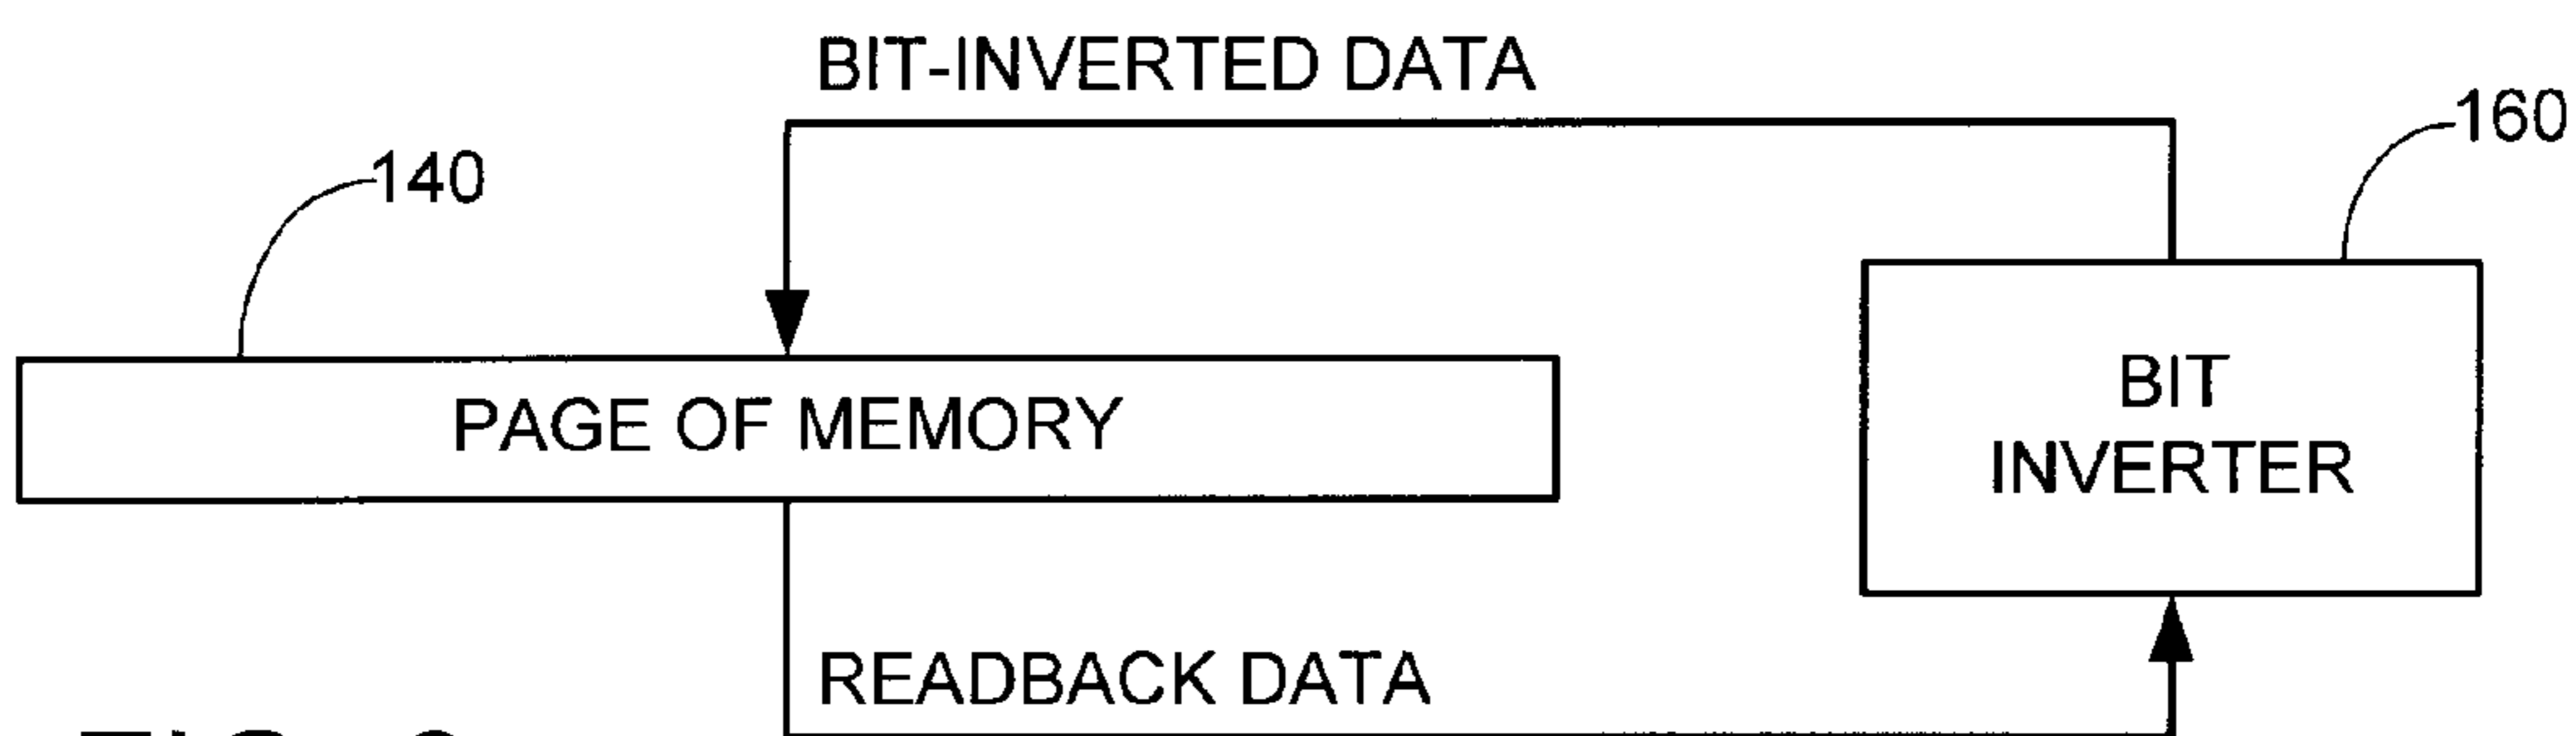 BIT-INVERTED DATA
160
140
PAGE OF MEMORY
BIT
INVERTER
READBACK DATA